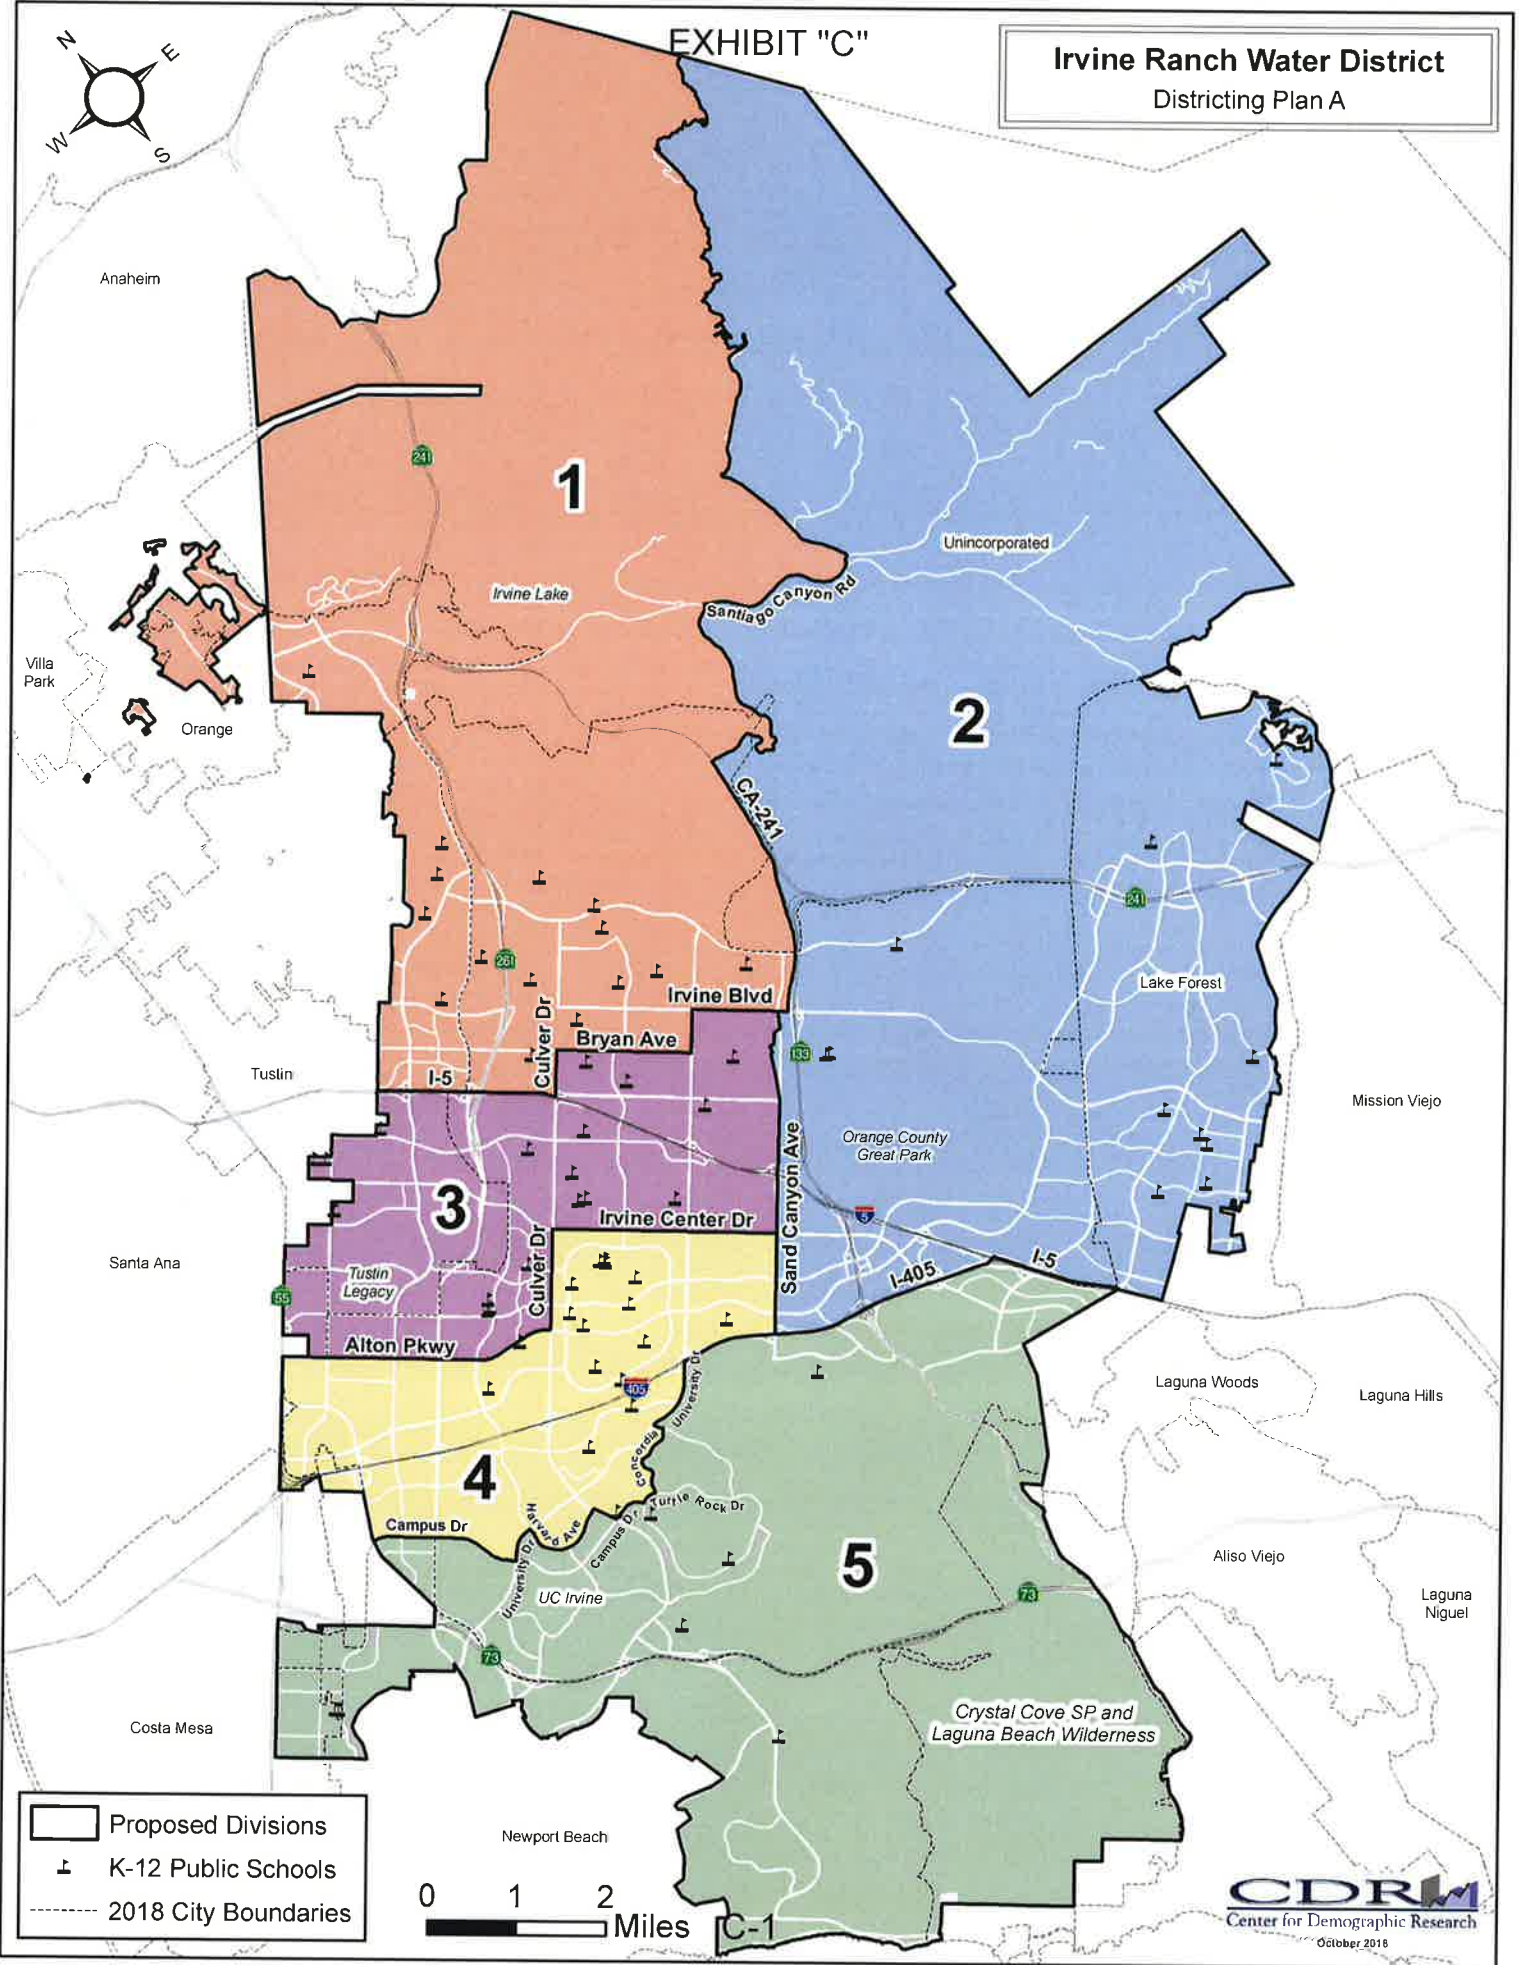 EXHIBIT "C"
Irvine Ranch Water District
Districting Plan A
N
E
W
S
Anaheim
241
1
Irvine Lake
Unincorporated
Santiago Canyon Rd
Villa
Park
Orange
2
CA-241
241
261
Lake Forest
Irvine Blvd
Culver Dr
Bryan Ave
133
I-5
Tustin
Mission Viejo
Orange County
Great Park
Sand Canyon Ave
3
Irvine Center Dr
5
Santa Ana
Tustin
Legacy
Culver Dr
I-405
I-5
55
Alton Pkwy
405
University Dr
Laguna Woods
Laguna Hills
Concordia
4
Turtle Rock Dr
Campus Dr
Harvard Ave
Campus Dr
University Dr
5
Aliso Viejo
UC Irvine
73
Laguna
Niguel
73
Crystal Cove SP and
Laguna Beach Wilderness
Costa Mesa
Newport Beach
Proposed Divisions
K-12 Public Schools
2018 City Boundaries
0 1 2
Miles
C-1
CDR
Center for Demographic Research
October 2018